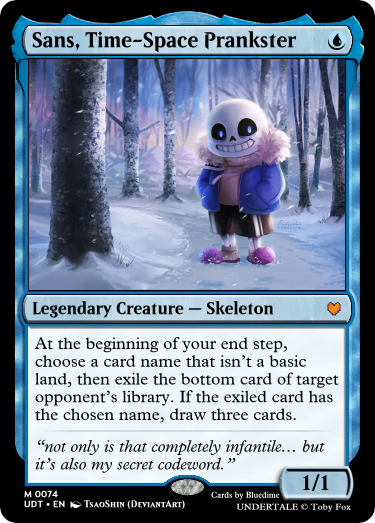 Sans, Time-Space Prankster
Legendary Creature — Skeleton
At the beginning of your end step,
choose a card name that isn't a basic
land, then exile the bottom card of target
opponent's library. If the exiled card has
the chosen name, draw three cards.
"not only is that completely infantile... but
it's also my secret codeword."
1/1
M 0074
UDT • EN TsaoShin (DeviantArt)
Cards by Bluedime
UNDERTALE © Toby Fox